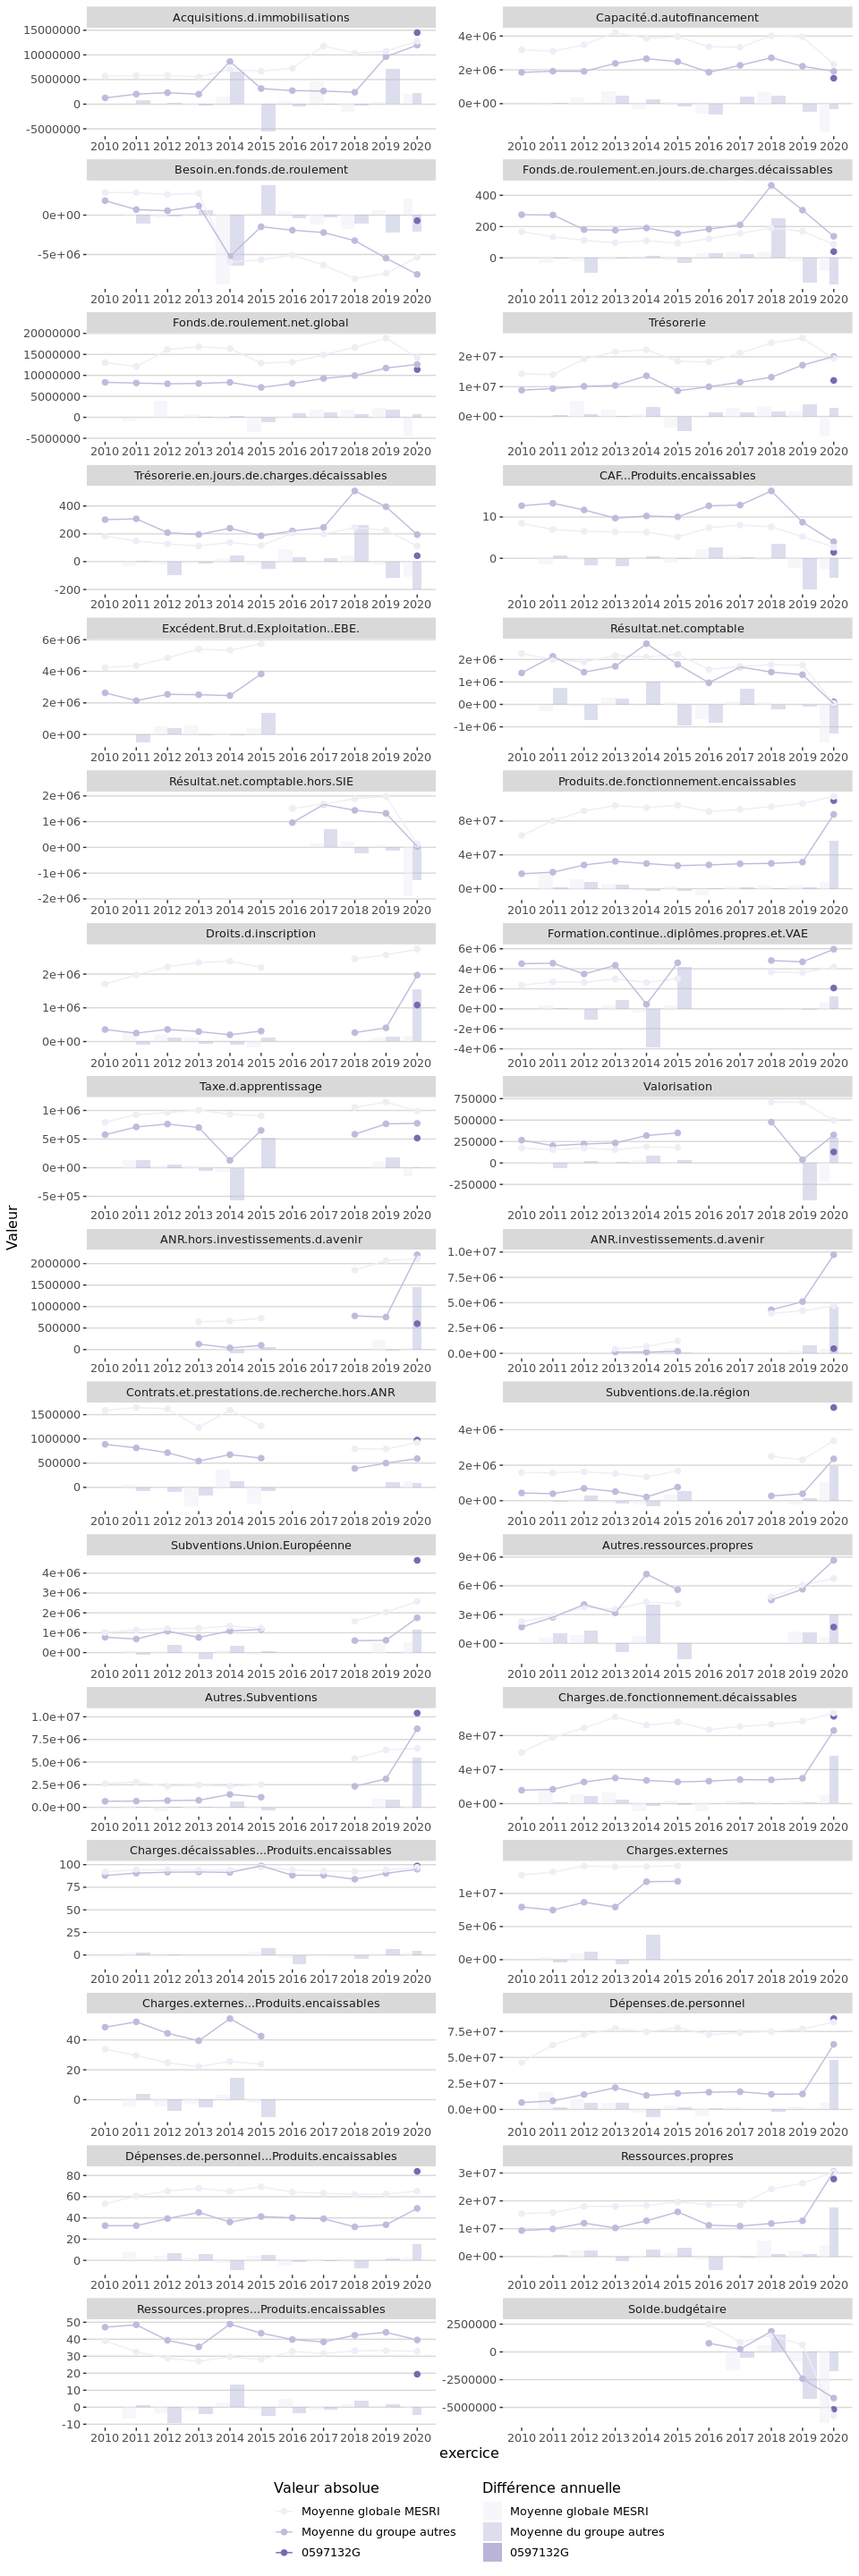 Acquisitions.d.immobilisations
Capacité.d.autofinancement
15000000
10000000
5000000
0
-5000000
4e+06
2e+06
0e+00
2010 2011 2012 2013 2014 2015 2016 2017 2018 2019 2020
2010 2011 2012 2013 2014 2015 2016 2017 2018 2019 2020
Besoin.en.fonds.de.roulement
Fonds.de.roulement.en.jours.de.charges.décaissables
0e+00
-5e+06
400
200
0
2010 2011 2012 2013 2014 2015 2016 2017 2018 2019 2020
2010 2011 2012 2013 2014 2015 2016 2017 2018 2019 2020
Fonds.de.roulement.net.global
Trésorerie
20000000
15000000
10000000
5000000
0
-5000000
2e+07
1e+07
0e+00
2010 2011 2012 2013 2014 2015 2016 2017 2018 2019 2020
2010 2011 2012 2013 2014 2015 2016 2017 2018 2019 2020
Trésorerie.en.jours.de.charges.décaissables
CAF...Produits.encaissables
400
200
0
-200
10
0
2010 2011 2012 2013 2014 2015 2016 2017 2018 2019 2020
2010 2011 2012 2013 2014 2015 2016 2017 2018 2019 2020
Excédent.Brut.d.Exploitation..EBE.
Résultat.net.comptable
6e+06
4e+06
2e+06
0e+00
2e+06
1e+06
0e+00
-1e+06
2010 2011 2012 2013 2014 2015 2016 2017 2018 2019 2020
2010 2011 2012 2013 2014 2015 2016 2017 2018 2019 2020
Résultat.net.comptable.hors.SIE
Produits.de.fonctionnement.encaissables
2e+06
1e+06
0e+00
-1e+06
-2e+06
8e+07
4e+07
0e+00
2010 2011 2012 2013 2014 2015 2016 2017 2018 2019 2020
2010 2011 2012 2013 2014 2015 2016 2017 2018 2019 2020
Droits.d.inscription
Formation.continue..diplômes.propres.et.VAE
2e+06
1e+06
0e+00
6e+06
4e+06
2e+06
0e+00
-2e+06
-4e+06
2010 2011 2012 2013 2014 2015 2016 2017 2018 2019 2020
2010 2011 2012 2013 2014 2015 2016 2017 2018 2019 2020
Taxe.d.apprentissage
Valorisation
1e+06
5e+05
0e+00
-5e+05
750000
500000
250000
0
-250000
2010 2011 2012 2013 2014 2015 2016 2017 2018 2019 2020
2010 2011 2012 2013 2014 2015 2016 2017 2018 2019 2020
Valeur
ANR.hors.investissements.d.avenir
ANR.investissements.d.avenir
2000000
1500000
1000000
500000
0
1.0e+07
7.5e+06
5.0e+06
2.5e+06
0.0e+00
2010 2011 2012 2013 2014 2015 2016 2017 2018 2019 2020
2010 2011 2012 2013 2014 2015 2016 2017 2018 2019 2020
Contrats.et.prestations.de.recherche.hors.ANR
Subventions.de.la.région
1500000
1000000
500000
0
4e+06
2e+06
0e+00
2010 2011 2012 2013 2014 2015 2016 2017 2018 2019 2020
2010 2011 2012 2013 2014 2015 2016 2017 2018 2019 2020
Subventions.Union.Européenne
Autres.ressources.propres
4e+06
3e+06
2e+06
1e+06
0e+00
9e+06
6e+06
3e+06
0e+00
2010 2011 2012 2013 2014 2015 2016 2017 2018 2019 2020
2010 2011 2012 2013 2014 2015 2016 2017 2018 2019 2020
Autres.Subventions
Charges.de.fonctionnement.décaissables
1.0e+07
7.5e+06
5.0e+06
2.5e+06
0.0e+00
8e+07
4e+07
0e+00
2010 2011 2012 2013 2014 2015 2016 2017 2018 2019 2020
2010 2011 2012 2013 2014 2015 2016 2017 2018 2019 2020
Charges.décaissables...Produits.encaissables
Charges.externes
100
75
50
25
0
1e+07
5e+06
0e+00
2010 2011 2012 2013 2014 2015 2016 2017 2018 2019 2020
2010 2011 2012 2013 2014 2015 2016 2017 2018 2019 2020
Charges.externes...Produits.encaissables
Dépenses.de.personnel
40
20
0
7.5e+07
5.0e+07
2.5e+07
0.0e+00
2010 2011 2012 2013 2014 2015 2016 2017 2018 2019 2020
2010 2011 2012 2013 2014 2015 2016 2017 2018 2019 2020
Dépenses.de.personnel...Produits.encaissables
Ressources.propres
80
60
40
20
0
3e+07
2e+07
1e+07
0e+00
2010 2011 2012 2013 2014 2015 2016 2017 2018 2019 2020
2010 2011 2012 2013 2014 2015 2016 2017 2018 2019 2020
Ressources.propres...Produits.encaissables
Solde.budgétaire
50
40
30
20
10
0
-10
2500000
0
-2500000
-5000000
2010 2011 2012 2013 2014 2015 2016 2017 2018 2019 2020
2010 2011 2012 2013 2014 2015 2016 2017 2018 2019 2020
exercice
Valeur absolue
Moyenne globale MESRI
Moyenne du groupe autres
0597132G
Différence annuelle
Moyenne globale MESRI
Moyenne du groupe autres
0597132G